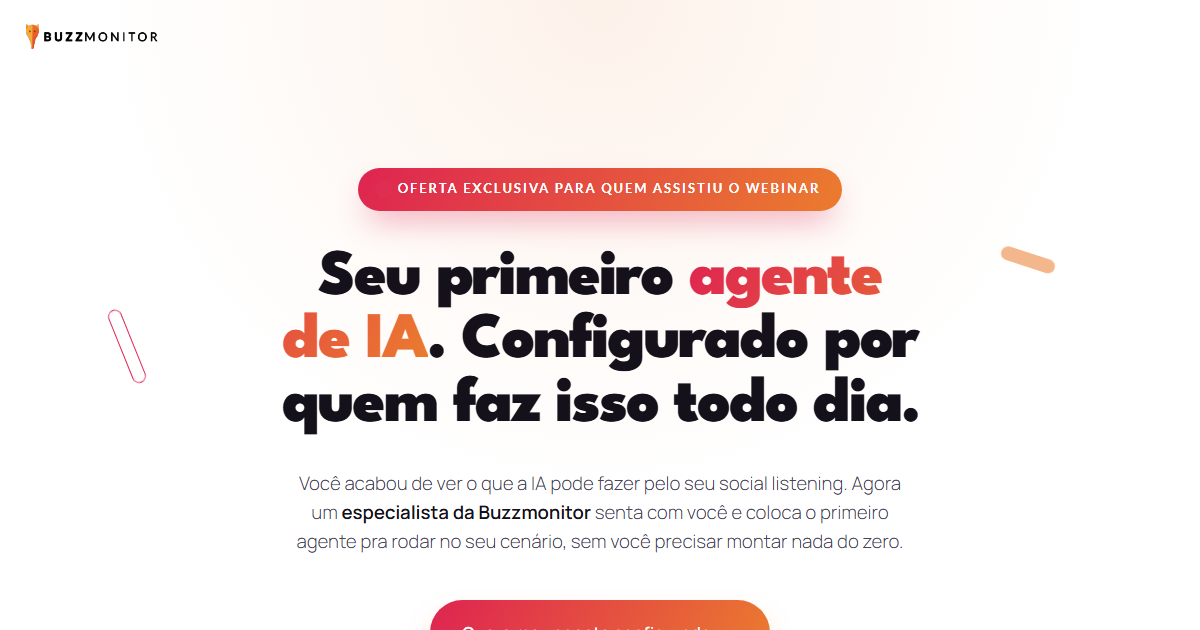 BUZZMONITOR
OFERTA EXCLUSIVA PARA QUEM ASSISTIU O WEBINAR
Seu primeiro agente
de IA. Configurado por
quem faz isso todo dia.
Você acabou de ver o que a IA pode fazer pelo seu social listening. Agora
um especialista da Buzzmonitor senta com você e coloca o primeiro
agente pra rodar no seu cenário, sem você precisar montar nada do zero.